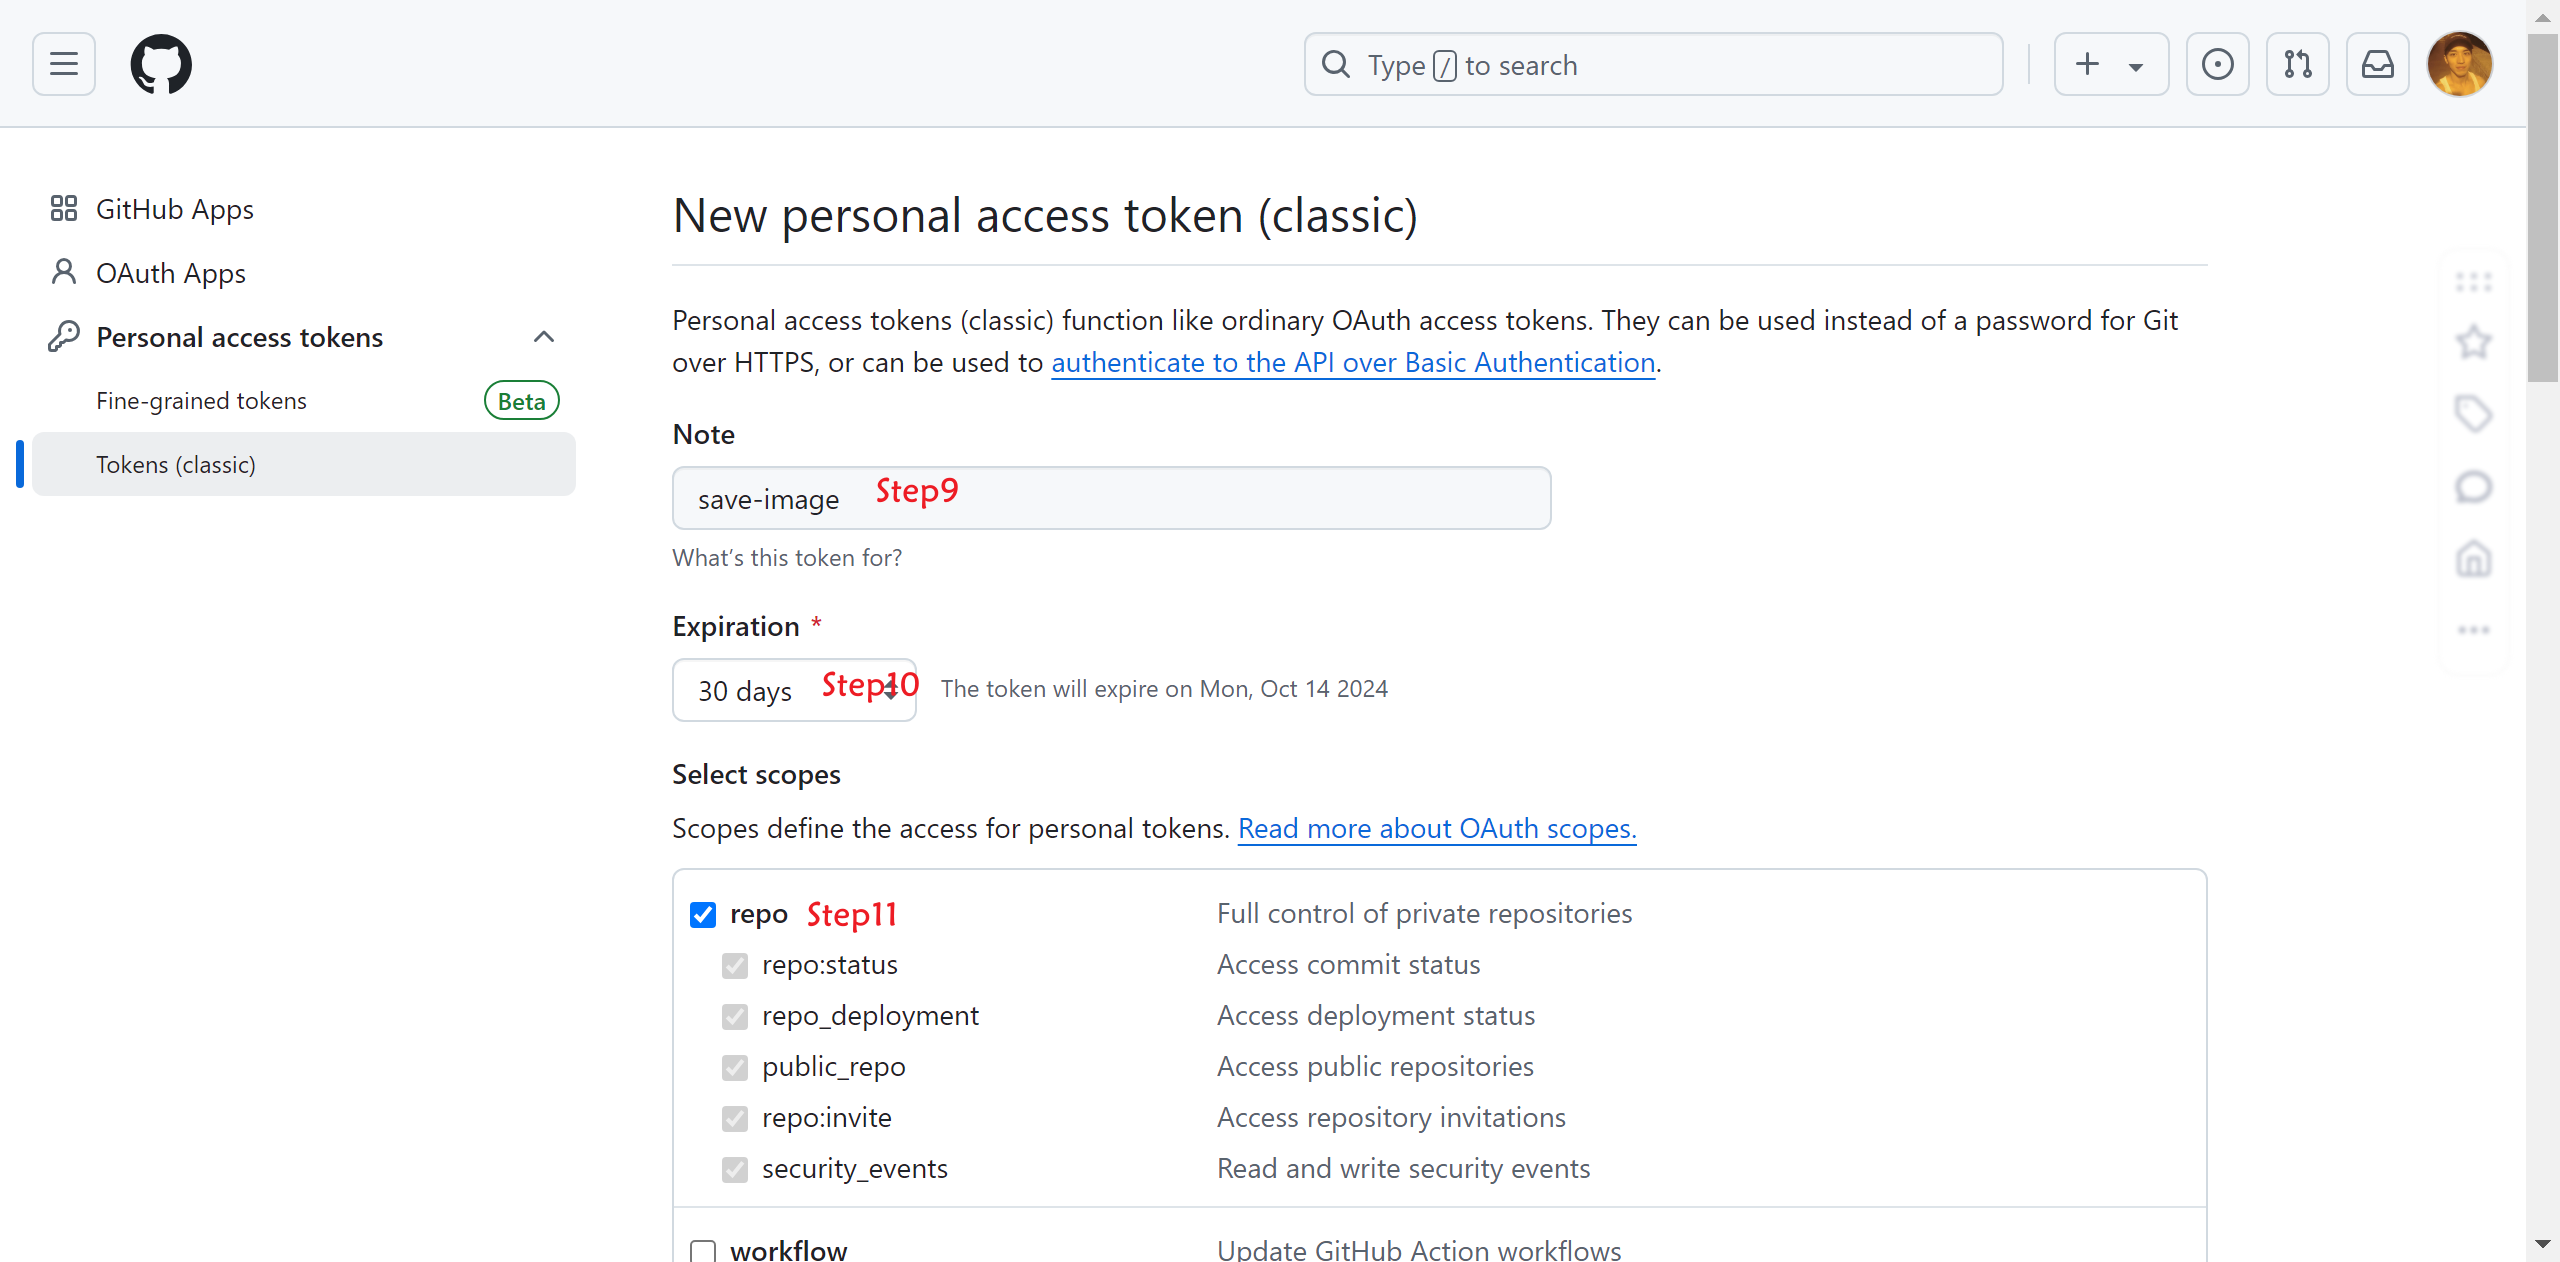 Type / to search
GitHub Apps
OAuth Apps
Personal access tokens
Fine-grained tokens Beta
Tokens (classic)
New personal access token (classic)
Personal access tokens (classic) function like ordinary OAuth access tokens. They can be used instead of a password for Git
over HTTPS, or can be used to authenticate to the API over Basic Authentication.
Note
save-image Step9
What's this token for?
Expiration *
30 days Step10 The token will expire on Mon, Oct 14 2024
Select scopes
Scopes define the access for personal tokens. Read more about OAuth scopes.
repo Step11 Full control of private repositories
repo:status Access commit status
repo_deployment Access deployment status
public_repo Access public repositories
repo:invite Access repository invitations
security_events Read and write security events
workflow Update GitHub Action workflows